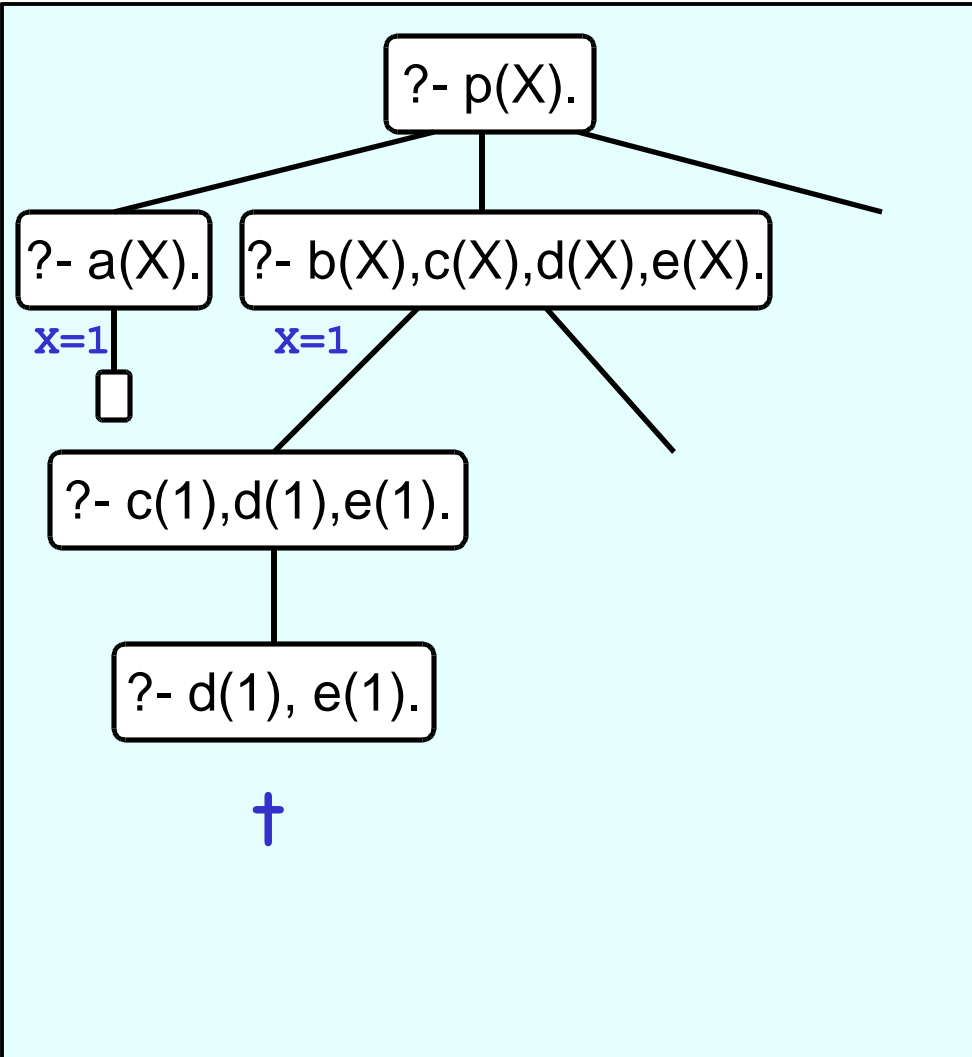 ?- p(X).
?- a(X).
?- b(X),c(X),d(X),e(X).
X=1
X=1
?- c(1),d(1),e(1).
?- d(1), e(1).
†